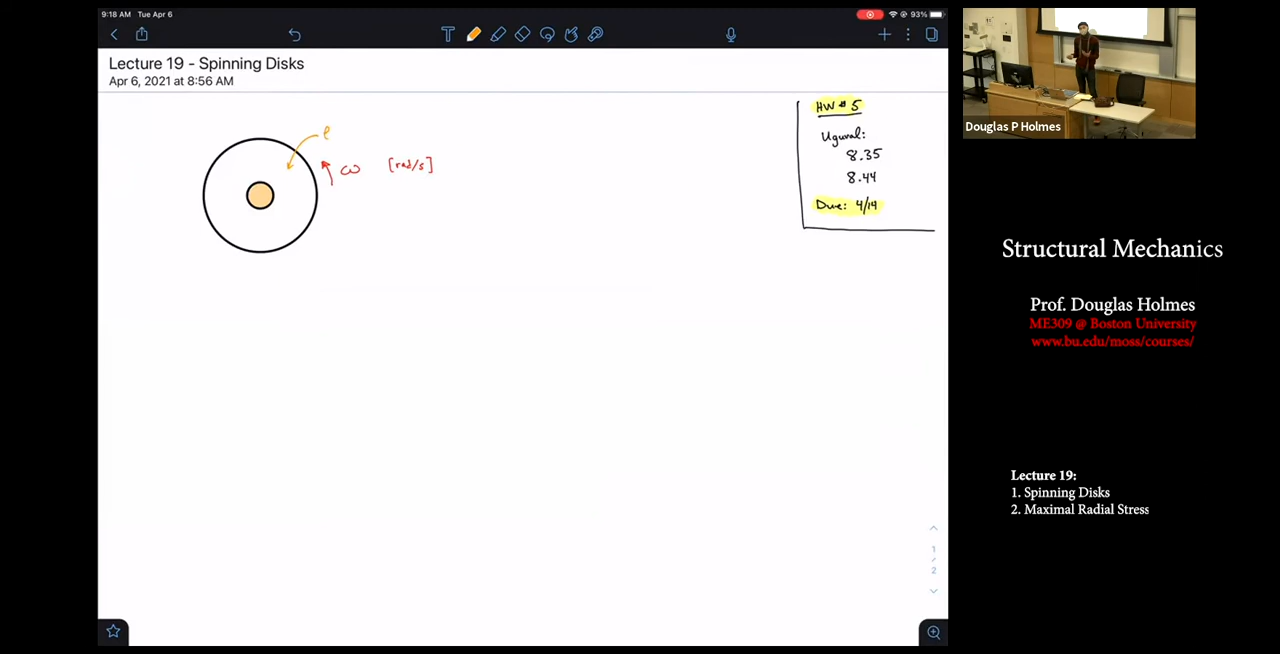 9:18 AM Tue Apr 6
93%
Lecture 19 - Spinning Disks
Apr 6, 2021 at 8:56 AM
ρ
ω [rad/s]
HW # 5
Ugural:
8.35
8.44
Due: 4/14
1
2
Douglas P Holmes
Structural Mechanics
Prof. Douglas Holmes
ME309 @ Boston University
www.bu.edu/moss/courses/
Lecture 19:
1. Spinning Disks
2. Maximal Radial Stress